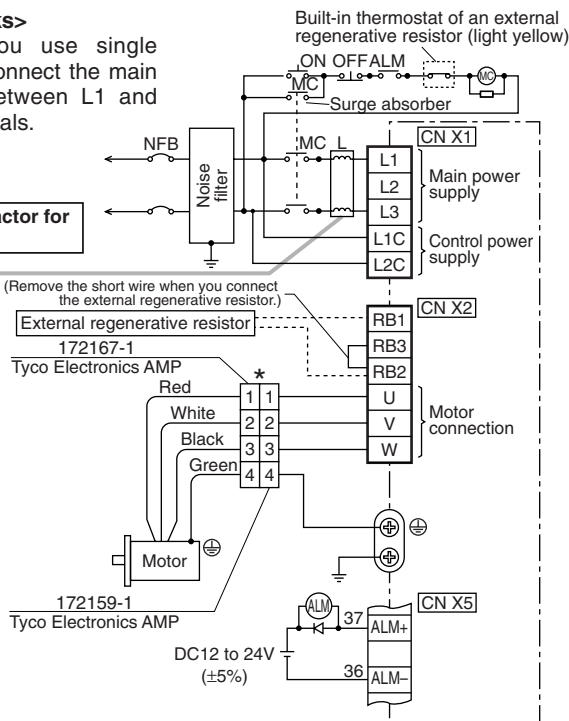 ks>
ou use single
onnect the main
etween L1 and
als.
actor for
Built-in thermostat of an external
regenerative resistor (light yellow)
ON OFF ALM
MC
MC
Surge absorber
NFB
Noise
filter
MC L
CN X1
L1
L2
L3
L1C
L2C
Main power
supply
Control power
supply
(Remove the short wire when you connect
the external regenerative resistor.)
External regenerative resistor
CN X2
RB1
RB3
RB2
U
V
W
Motor
connection
172167-1
Tyco Electronics AMP
*
Red
White
Black
Green
1 1
2 2
3 3
4 4
Motor
172159-1
Tyco Electronics AMP
ALM
DC12 to 24V
(±5%)
37
36
CN X5
ALM+
ALM–